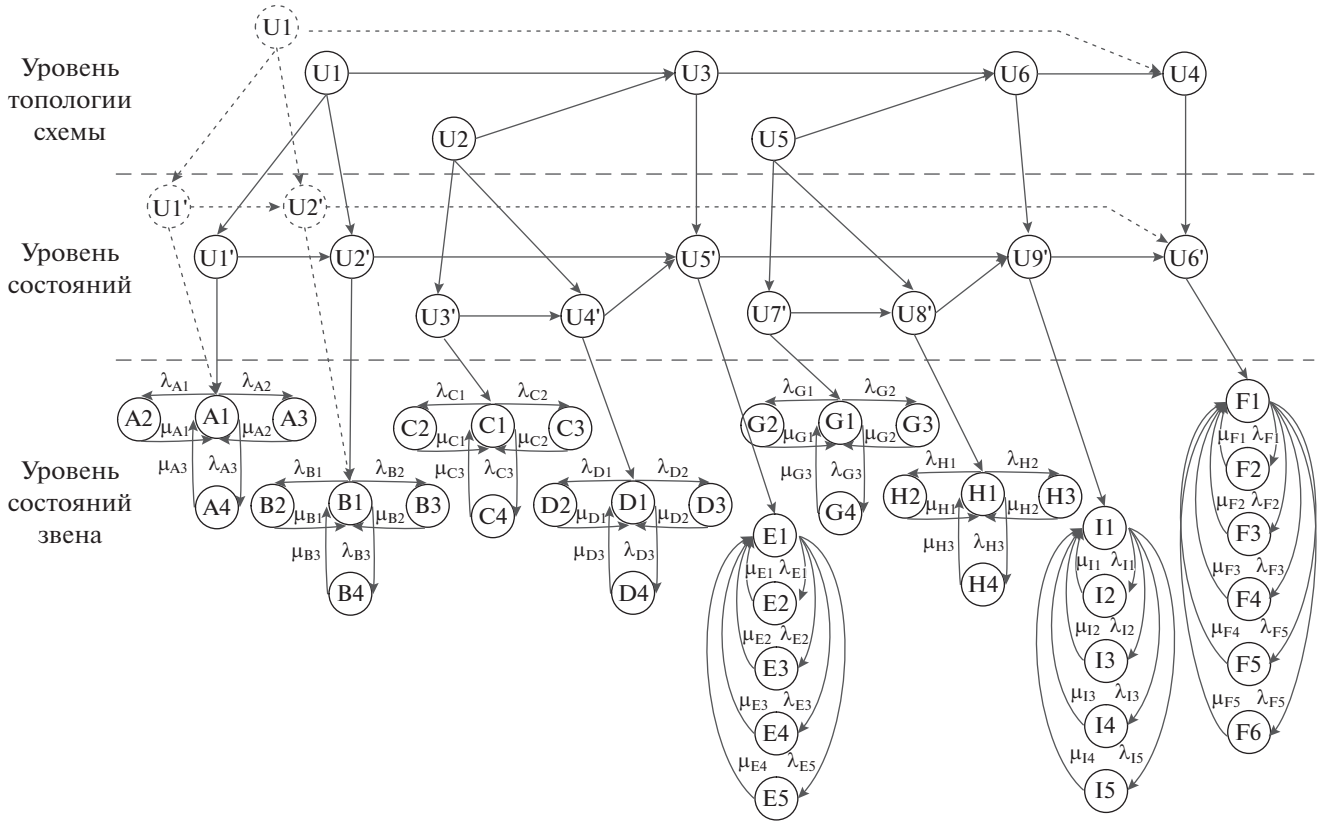 U1
Уровень
топологии
схемы
U1
U3
U6
U4
U2
U5
U1'
U2'
Уровень
состояний
U1'
U2'
U5'
U9'
U6'
U3'
U4'
U7'
U8'
Уровень
состояний
звена
λA1 λA2
A2 A1 A3
μA1 μA2
μA3 λA3
A4
λB1 λB2
B2 B1 B3
μB1 μB2
μB3 λB3
B4
λC1 λC2
C2 C1 C3
μC1 μC2
μC3 λC3
C4
λD1 λD2
D2 D1 D3
μD1 μD2
μD3 λD3
D4
E1
μE1 λE1
E2
μE2 λE2
E3
μE3 λE3
E4
μE4 λE5
E5
λG1 λG2
G2 G1 G3
μG1 μG2
μG3 λG3
G4
λH1 λH2
H2 H1 H3
μH1 μH2
μH3 λH3
H4
I1
μI1 λI1
I2
μI2 λI2
I3
μI3 λI3
I4
μI4 λI5
I5
F1
μF1 λF1
F2
μF2 λF2
F3
μF3 λF3
F4
μF4 λF5
F5
μF5 λF5
F6